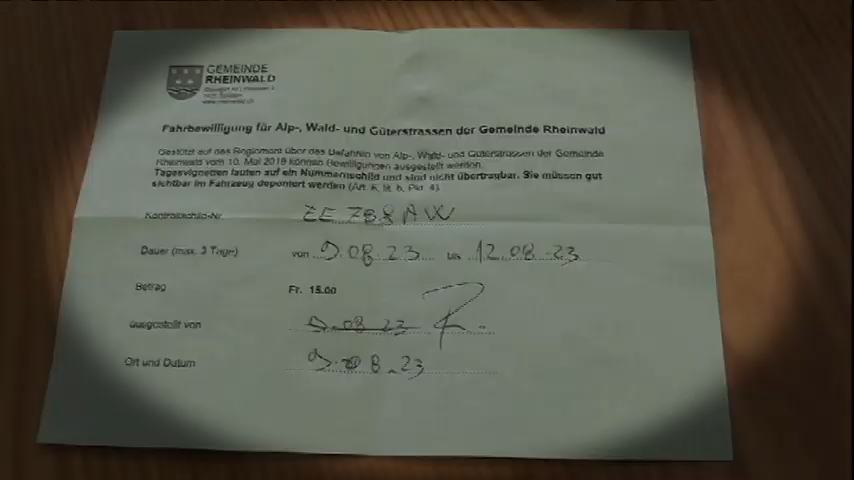 GEMEINDE
RHEINWALD
Fahrbewilligung für Alp-, Wald- und Güterstrassen der Gemeinde Rheinwald
Gestützt auf das Reglement über das Befahren von Alp-, Wald- und Güterstrassen der Gemeinde
Rheinwald vom 10. Mai 2019 können Bewilligungen ausgestellt werden.
Tagesvignetten lauten auf ein Nummernschild und sind nicht übertragbar. Sie müssen gut
sichtbar im Fahrzeug deponiert werden (Art. 6, lit. b, Pkt. 4).
Kontrollschild-Nr.
Dauer (max. 3 Tage) von 9.08.23 bis 12.08.23
Betrag Fr. 15.00
ausgestellt von 9.08.23
Ort und Datum 9.08.23